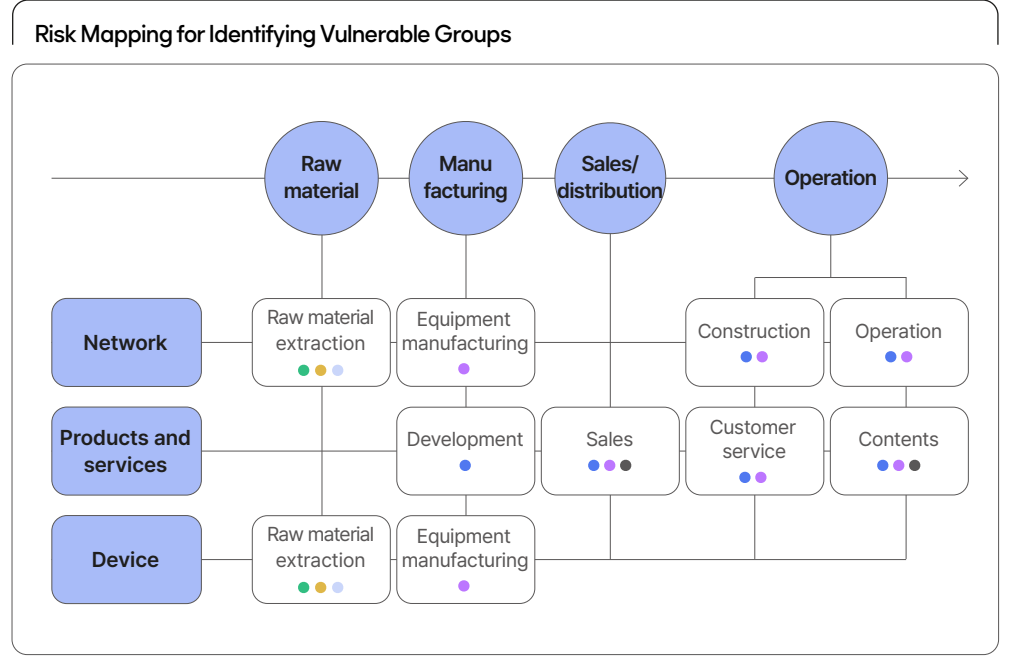 Risk Mapping for Identifying Vulnerable Groups
Raw
material
Manu
facturing
Sales/
distribution
Operation
Network
Raw material
extraction
Equipment
manufacturing
Construction
Operation
Products and
services
Development
Sales
Customer
service
Contents
Device
Raw material
extraction
Equipment
manufacturing